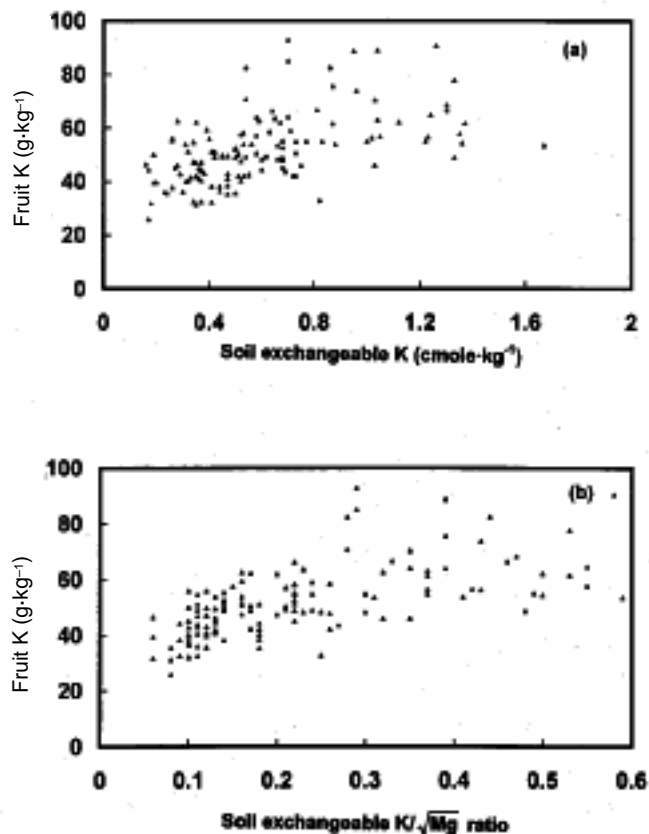 (a)
Fruit K (g·kg⁻¹)
100
80
60
40
20
0
0 0.4 0.8 1.2 1.6 2
Soil exchangeable K (cmole·kg⁻¹)
(b)
Fruit K (g·kg⁻¹)
100
80
60
40
20
0
0 0.1 0.2 0.3 0.4 0.5 0.6
Soil exchangeable K/√Mg ratio